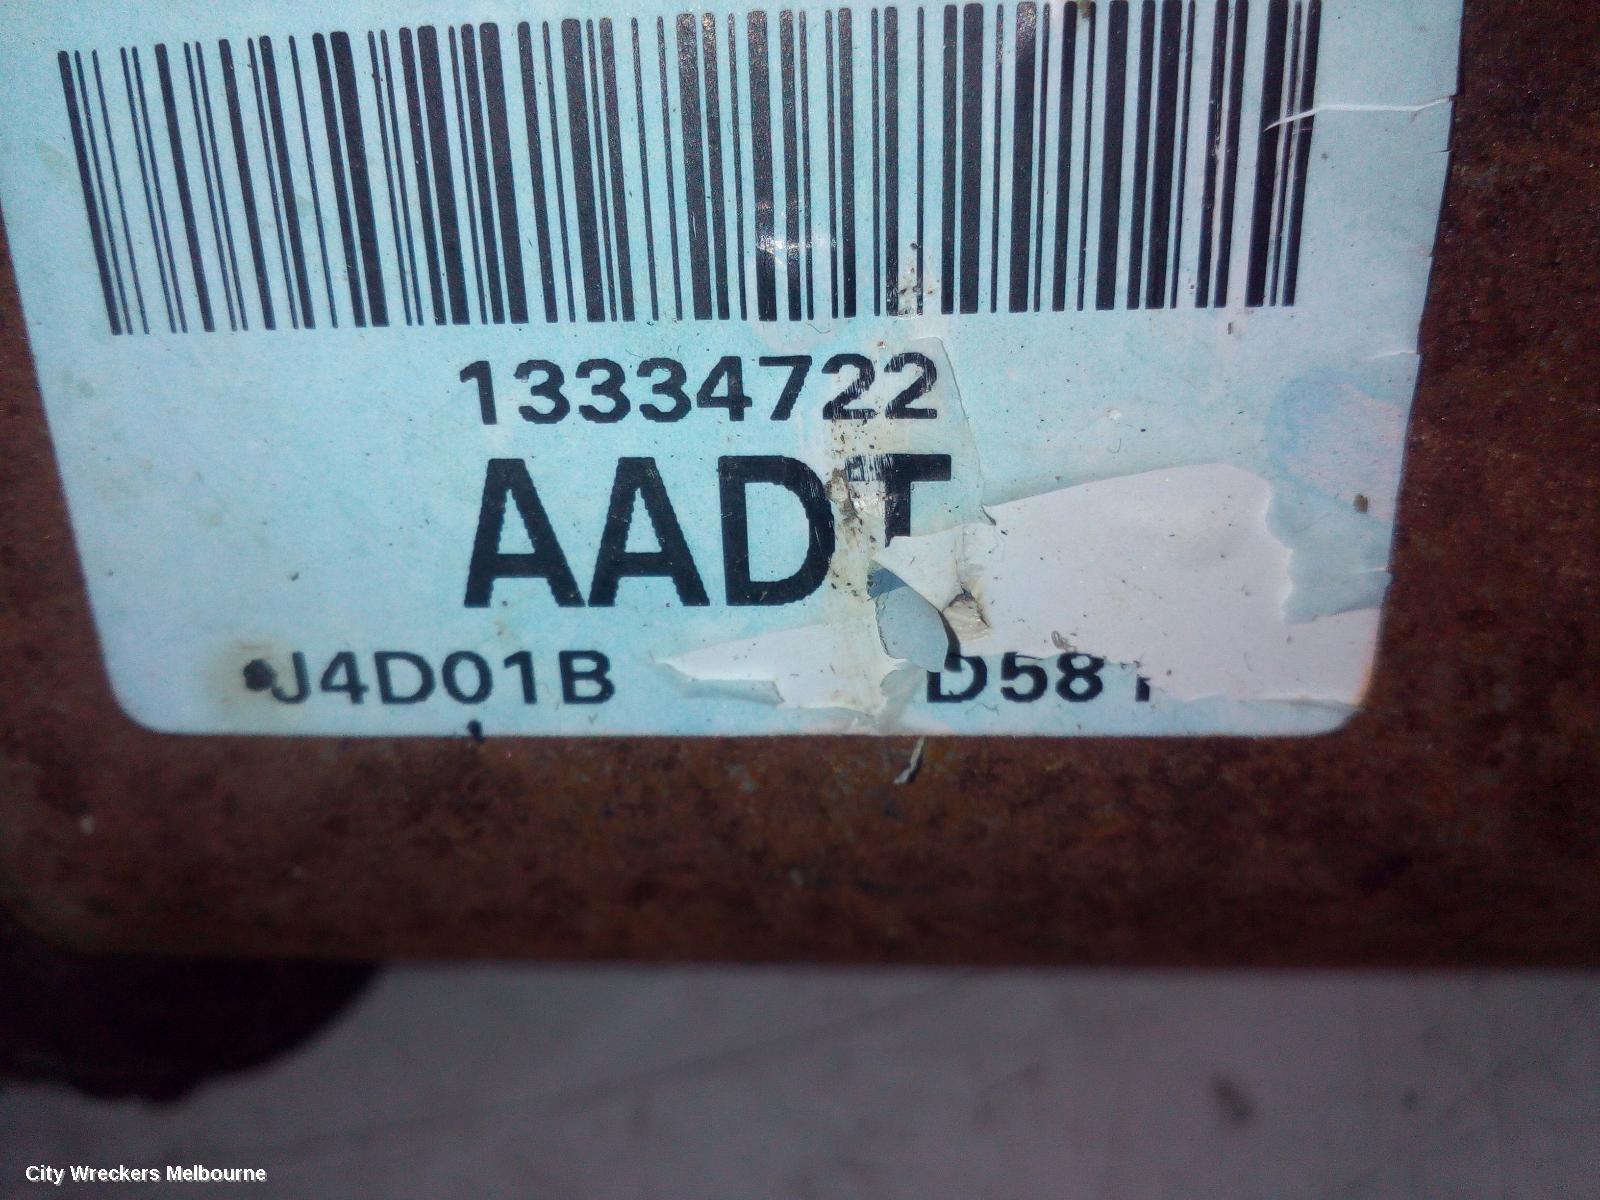 13334722
AADT
J4D01B
City Wreckers Melbourne